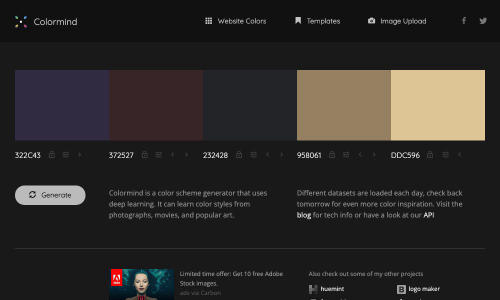 Colormind
Website Colors
Templates
Image Upload
322C43
372527
232428
958061
DDC596
Generate
Colormind is a color scheme generator that uses
deep learning. It can learn color styles from
photographs, movies, and popular art.
Different datasets are loaded each day, check back
tomorrow for even more color inspiration. Visit the
blog for tech info or have a look at our API
Adobe
Limited time offer: Get 10 free Adobe
Stock images.
ads via Carbon
Also check out some of my other projects
huemint
logo maker